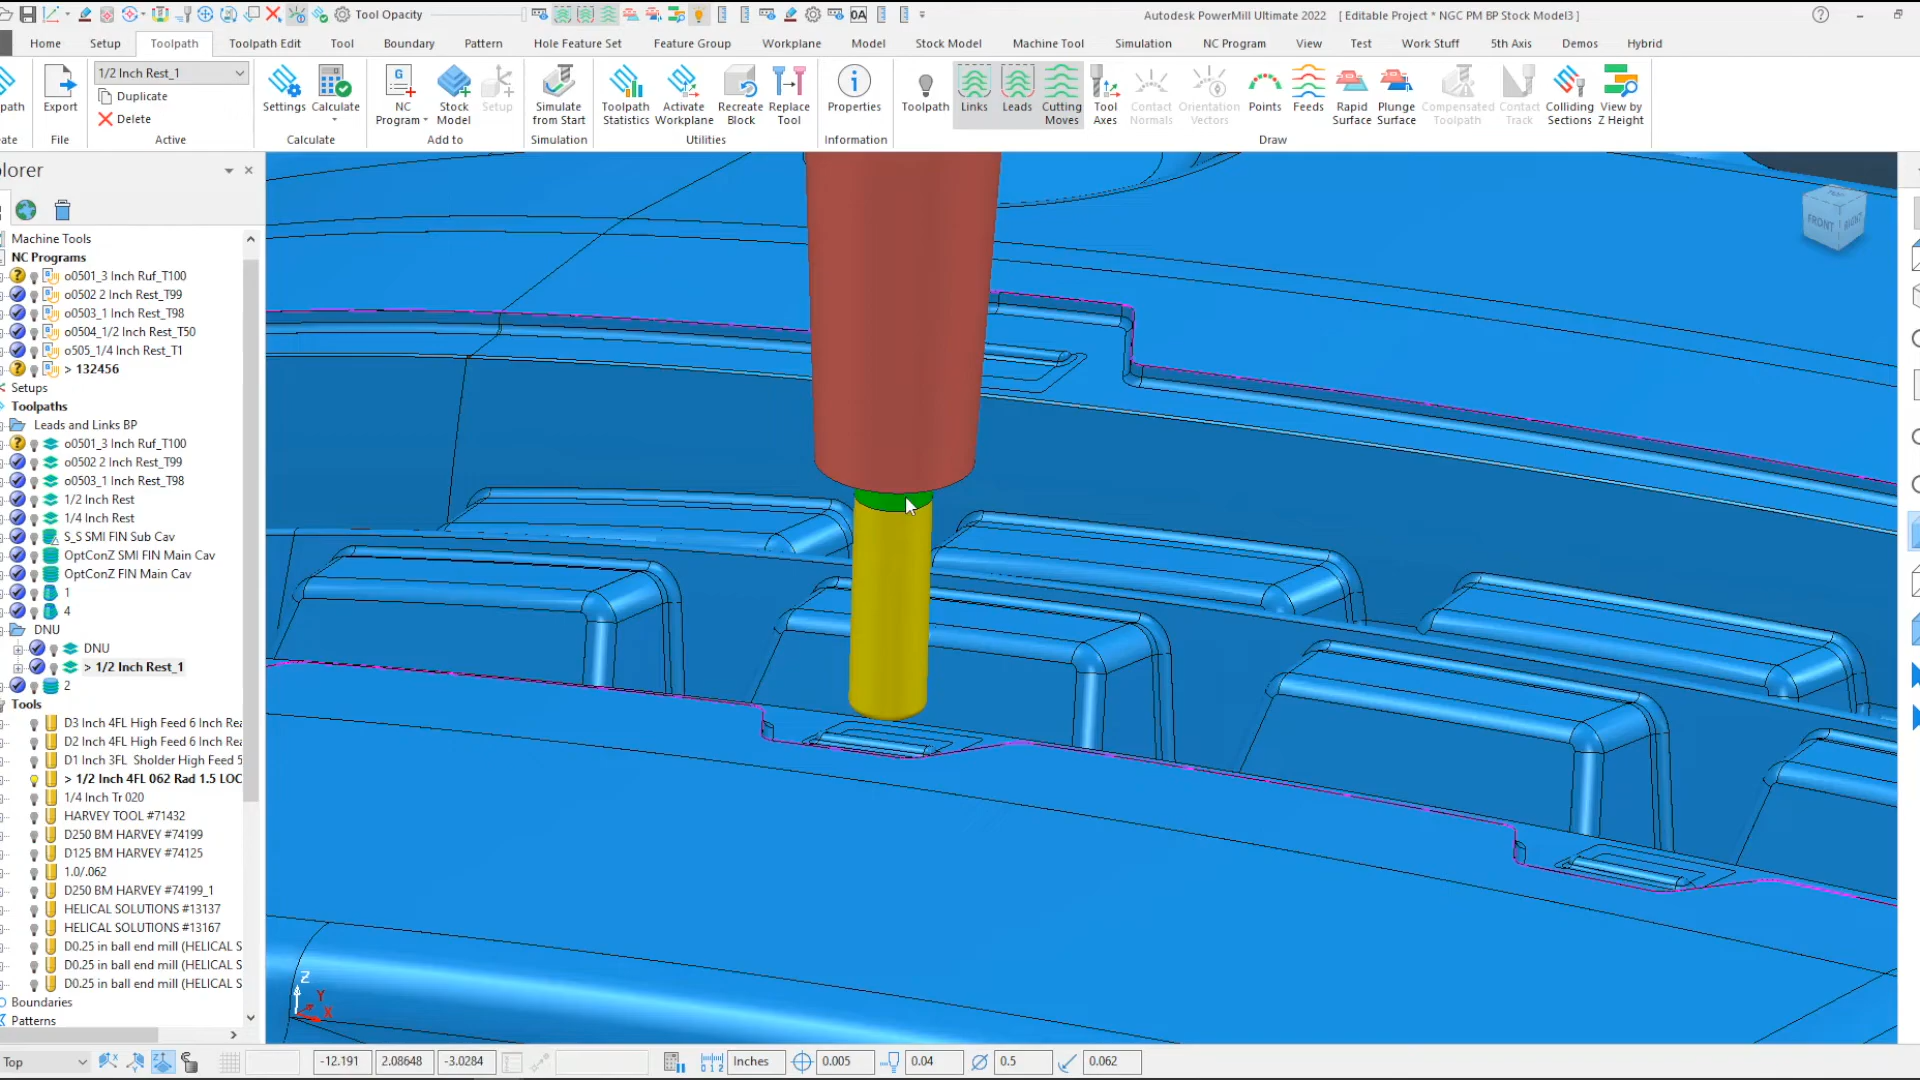 Tool Opacity
0A
Autodesk PowerMill Ultimate 2022 [ Editable Project * NGC PM BP Stock Model3 ]
Home Setup Toolpath Toolpath Edit Tool Boundary Pattern Hole Feature Set Feature Group Workplane Model Stock Model Machine Tool Simulation NC Program View Test Work Stuff 5th Axis Demos Hybrid
path
Export
1/2 Inch Rest_1
Duplicate
Delete
Settings
Calculate
NC Program
Stock Model
Setup
Simulate from Start
Toolpath Statistics
Activate Workplane
Recreate Block
Replace Tool
Properties
Toolpath
Links
Leads
Cutting Moves
Tool Axes
Contact Normals
Orientation Vectors
Points
Feeds
Rapid Surface
Plunge Surface
Compensated Toolpath
Contact Track
Colliding Sections
View by Z Height
ate File Active Calculate Add to Simulation Utilities Information Draw
plorer
Machine Tools
NC Programs
o0501_3 Inch Ruf_T100
o0502 2 Inch Rest_T99
o0503_1 Inch Rest_T98
o0504_1/2 Inch Rest_T50
o505_1/4 Inch Rest_T1
> 132456
Setups
Toolpaths
Leads and Links BP
o0501_3 Inch Ruf_T100
o0502 2 Inch Rest_T99
o0503_1 Inch Rest_T98
1/2 Inch Rest
1/4 Inch Rest
S_S SMI FIN Sub Cav
OptConZ SMI FIN Main Cav
OptConZ FIN Main Cav
1
4
DNU
DNU
> 1/2 Inch Rest_1
2
Tools
D3 Inch 4FL High Feed 6 Inch Rea
D2 Inch 4FL High Feed 6 Inch Rea
D1 Inch 3FL Sholder High Feed 5
> 1/2 Inch 4FL 062 Rad 1.5 LOC
1/4 Inch Tr 020
HARVEY TOOL #71432
D250 BM HARVEY #74199
D125 BM HARVEY #74125
1.0/.062
D250 BM HARVEY #74199_1
HELICAL SOLUTIONS #13137
HELICAL SOLUTIONS #13167
D0.25 in ball end mill (HELICAL S
D0.25 in ball end mill (HELICAL S
D0.25 in ball end mill (HELICAL S
Boundaries
Patterns
FRONT RIGHT
Z
Y
X
Top -12.191 2.08648 -3.0284 Inches 0.005 0.04 0.5 0.062